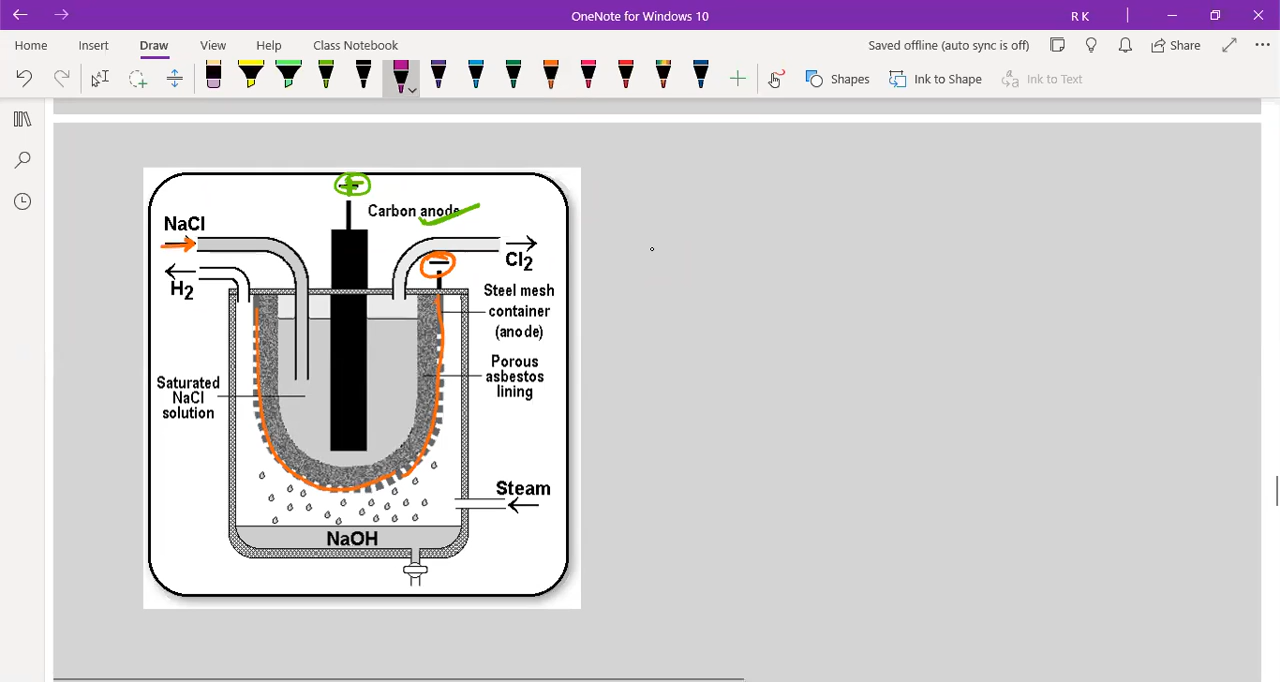 OneNote for Windows 10
R K
Home Insert Draw View Help Class Notebook
Saved offline (auto sync is off)
Share
Shapes
Ink to Shape
Ink to Text
+
Carbon anode
NaCl
Cl2
−
H2
Steel mesh
container
(anode)
Porous
asbestos
lining
Saturated
NaCl
solution
Steam
NaOH